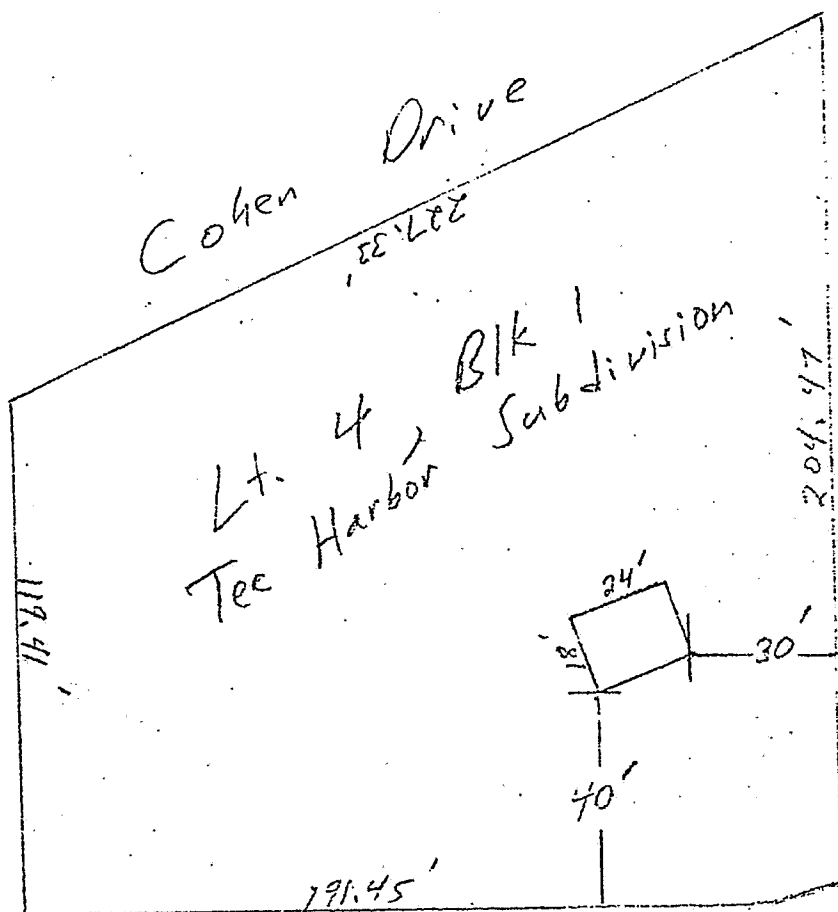 Cohen Drive
227.33'
Lt. 4, Blk 1
Tee Harbor Subdivision
204.47'
119.41'
24'
18'
30'
40'
191.45'